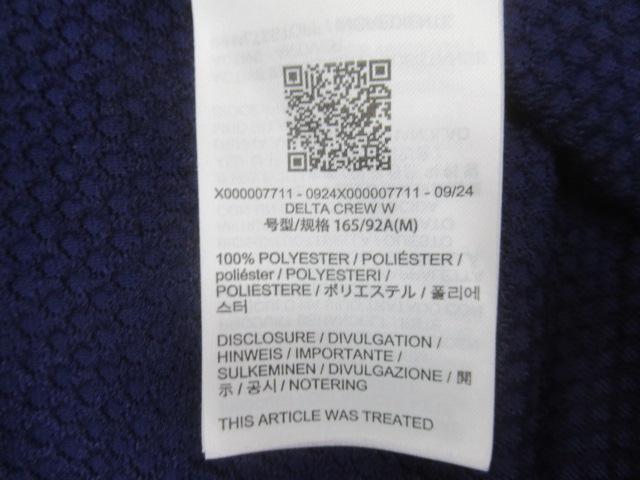 X000007711 - 0924X000007711 - 09/24
DELTA CREW W
号型/规格 165/92A(M)
100% POLYESTER / POLIÉSTER /
poliéster / POLYESTERI /
POLIESTERE / ポリエステル / 폴리에
스터
DISCLOSURE / DIVULGATION /
HINWEIS / IMPORTANTE /
SULKEMINEN / DIVULGAZIONE / 開
示 / 공시 / NOTERING
THIS ARTICLE WAS TREATED